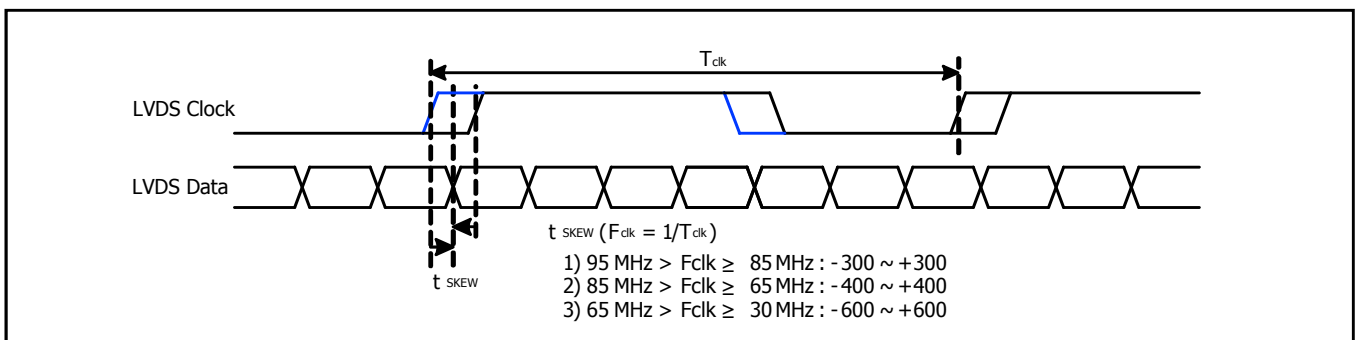 Tclk
LVDS Clock
LVDS Data
t SKEW (Fclk = 1/Tclk)
1) 95 MHz > Fclk ≥ 85 MHz : -300 ~ +300
2) 85 MHz > Fclk ≥ 65 MHz : -400 ~ +400
3) 65 MHz > Fclk ≥ 30 MHz : -600 ~ +600
t SKEW